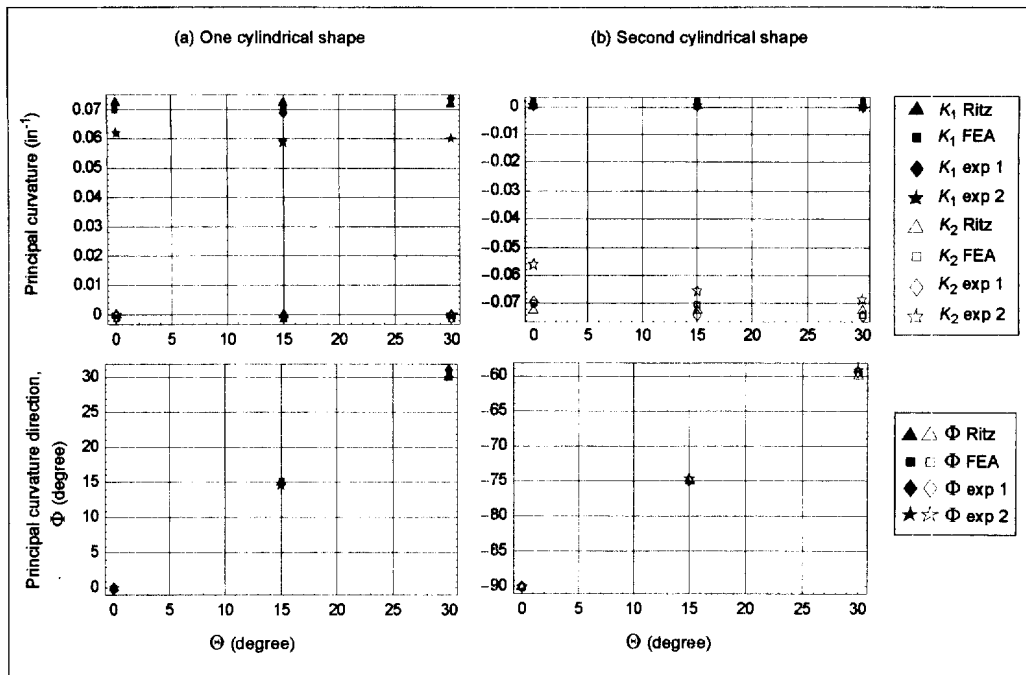 (a) One cylindrical shape
(b) Second cylindrical shape
Principal curvature (in-1)
0.07
0.06
0.05
0.04
0.03
0.02
0.01
0
0 5 10 15 20 25 30
0
−0.01
−0.02
−0.03
−0.04
−0.05
−0.06
−0.07
0 5 10 15 20 25 30
K1 Ritz
K1 FEA
K1 exp 1
K1 exp 2
K2 Ritz
K2 FEA
K2 exp 1
K2 exp 2
Principal curvature direction,
Φ (degree)
30
25
20
15
10
5
0
0 5 10 15 20 25 30
Θ (degree)
−60
−65
−70
−75
−80
−85
−90
0 5 10 15 20 25 30
Θ (degree)
Φ Ritz
Φ FEA
Φ exp 1
Φ exp 2